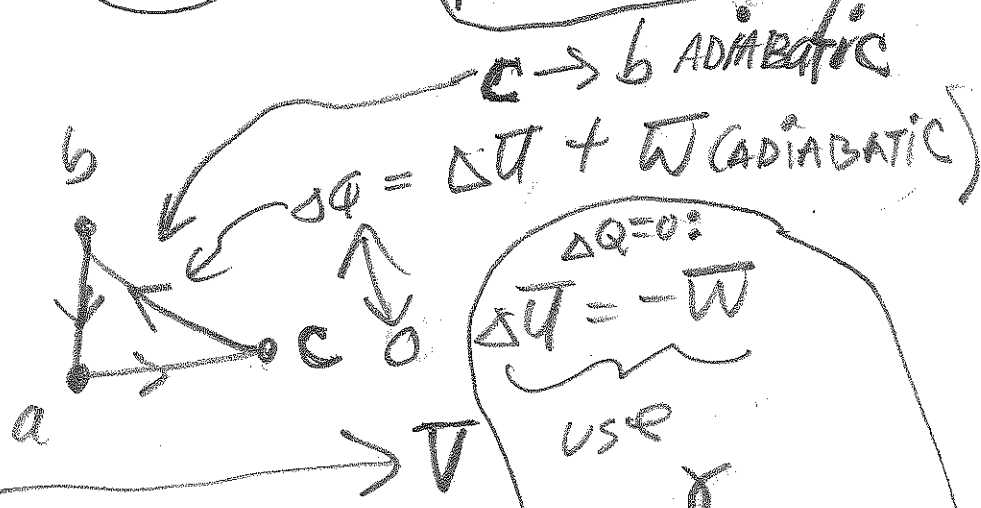 c → b ADiABATiC
b
ΔQ = ΔU + W (ADiABATiC)
ΔQ=0:
ΔU = -W
c 0
a
use
V
γ